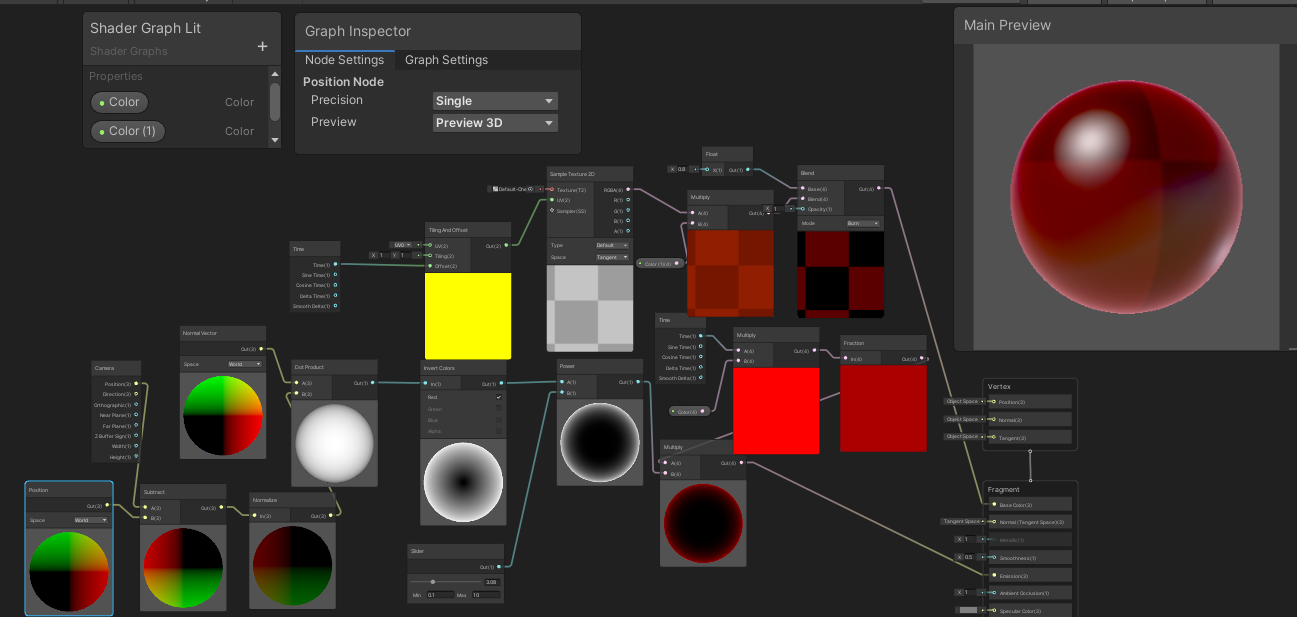 Shader Graph Lit
Shader Graphs
Properties
Color Color
Color (1) Color
Graph Inspector
Node Settings Graph Settings
Position Node
Precision Single
Preview Preview 3D
Main Preview
Float
X 0.8 X(1) Out(1)
Sample Texture 2D
Texture(T2) RGBA(4)
UV(2) R(1)
Sampler(SS) G(1)
B(1)
A(1)
Type Default
Space Tangent
Multiply
A(4) Out(4)
B(4)
Blend
Base(4) Out(4)
Blend(4)
X 1 Opacity(1)
Mode Burn
Tiling And Offset
UV0 UV(2) Out(2)
X 1 Y 1 Tiling(2)
Offset(2)
Time
Time(1)
Sine Time(1)
Cosine Time(1)
Delta Time(1)
Smooth Delta(1)
Color (1)(4)
Time
Time(1)
Sine Time(1)
Cosine Time(1)
Delta Time(1)
Smooth Delta(1)
Multiply
A(4) Out(4)
B(4)
Fraction
In(4) Out(4)
Color(4)
Normal Vector
Out(3)
Space World
Camera
Position(3)
Direction(3)
Orthographic(1)
Near Plane(1)
Far Plane(1)
Z Buffer Sign(1)
Width(1)
Height(1)
Dot Product
A(3) Out(1)
B(3)
Invert Colors
In(1) Out(1)
Red
Green
Blue
Alpha
Power
A(1) Out(1)
B(1)
Multiply
A(4) Out(4)
B(4)
Position
Out(3)
Space World
Subtract
A(3) Out(3)
B(3)
Normalize
In(3) Out(3)
Slider
Out(1)
3.08
Min 0.1 Max 10
Vertex
Object Space Position(3)
Object Space Normal(3)
Object Space Tangent(3)
Fragment
Base Color(3)
Tangent Space Normal (Tangent Space)(3)
X 1 Metallic(1)
X 0.5 Smoothness(1)
Emission(3)
X 1 Ambient Occlusion(1)
Specular Color(3)